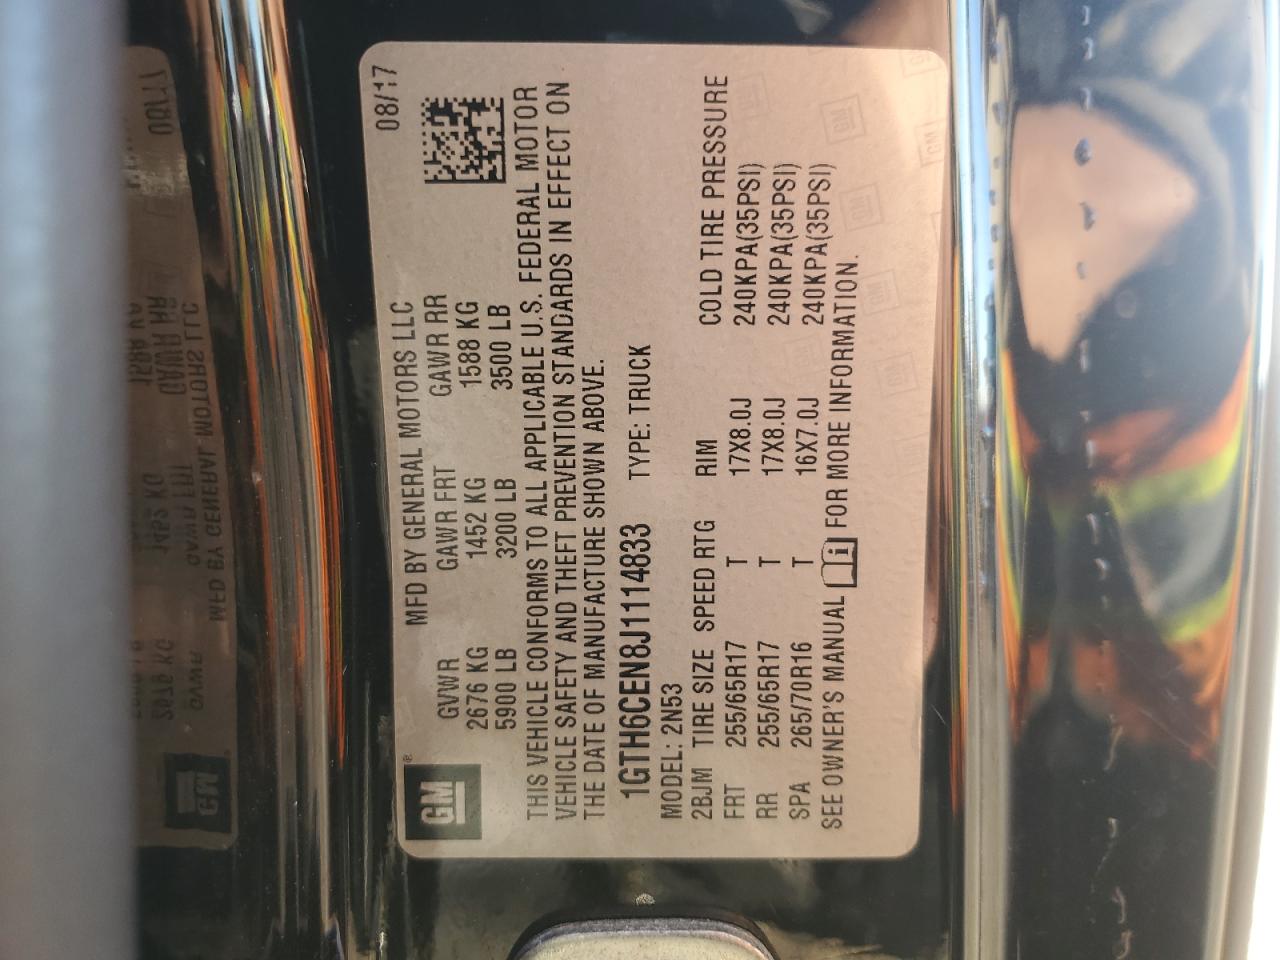 GM
MFD BY GENERAL MOTORS LLC 08/17
GVWR GAWR FRT GAWR RR
2676 KG 1452 KG 1588 KG
5900 LB 3200 LB 3500 LB
THIS VEHICLE CONFORMS TO ALL APPLICABLE U.S. FEDERAL MOTOR
VEHICLE SAFETY AND THEFT PREVENTION STANDARDS IN EFFECT ON
THE DATE OF MANUFACTURE SHOWN ABOVE.
1GTH6CEN8J1114833 TYPE: TRUCK
MODEL: 2N53
2BJM TIRE SIZE SPEED RTG RIM COLD TIRE PRESSURE
FRT 255/65R17 T 17X8.0J 240KPA(35PSI)
RR 255/65R17 T 17X8.0J 240KPA(35PSI)
SPA 265/70R16 T 16X7.0J 240KPA(35PSI)
SEE OWNER'S MANUAL i FOR MORE INFORMATION.